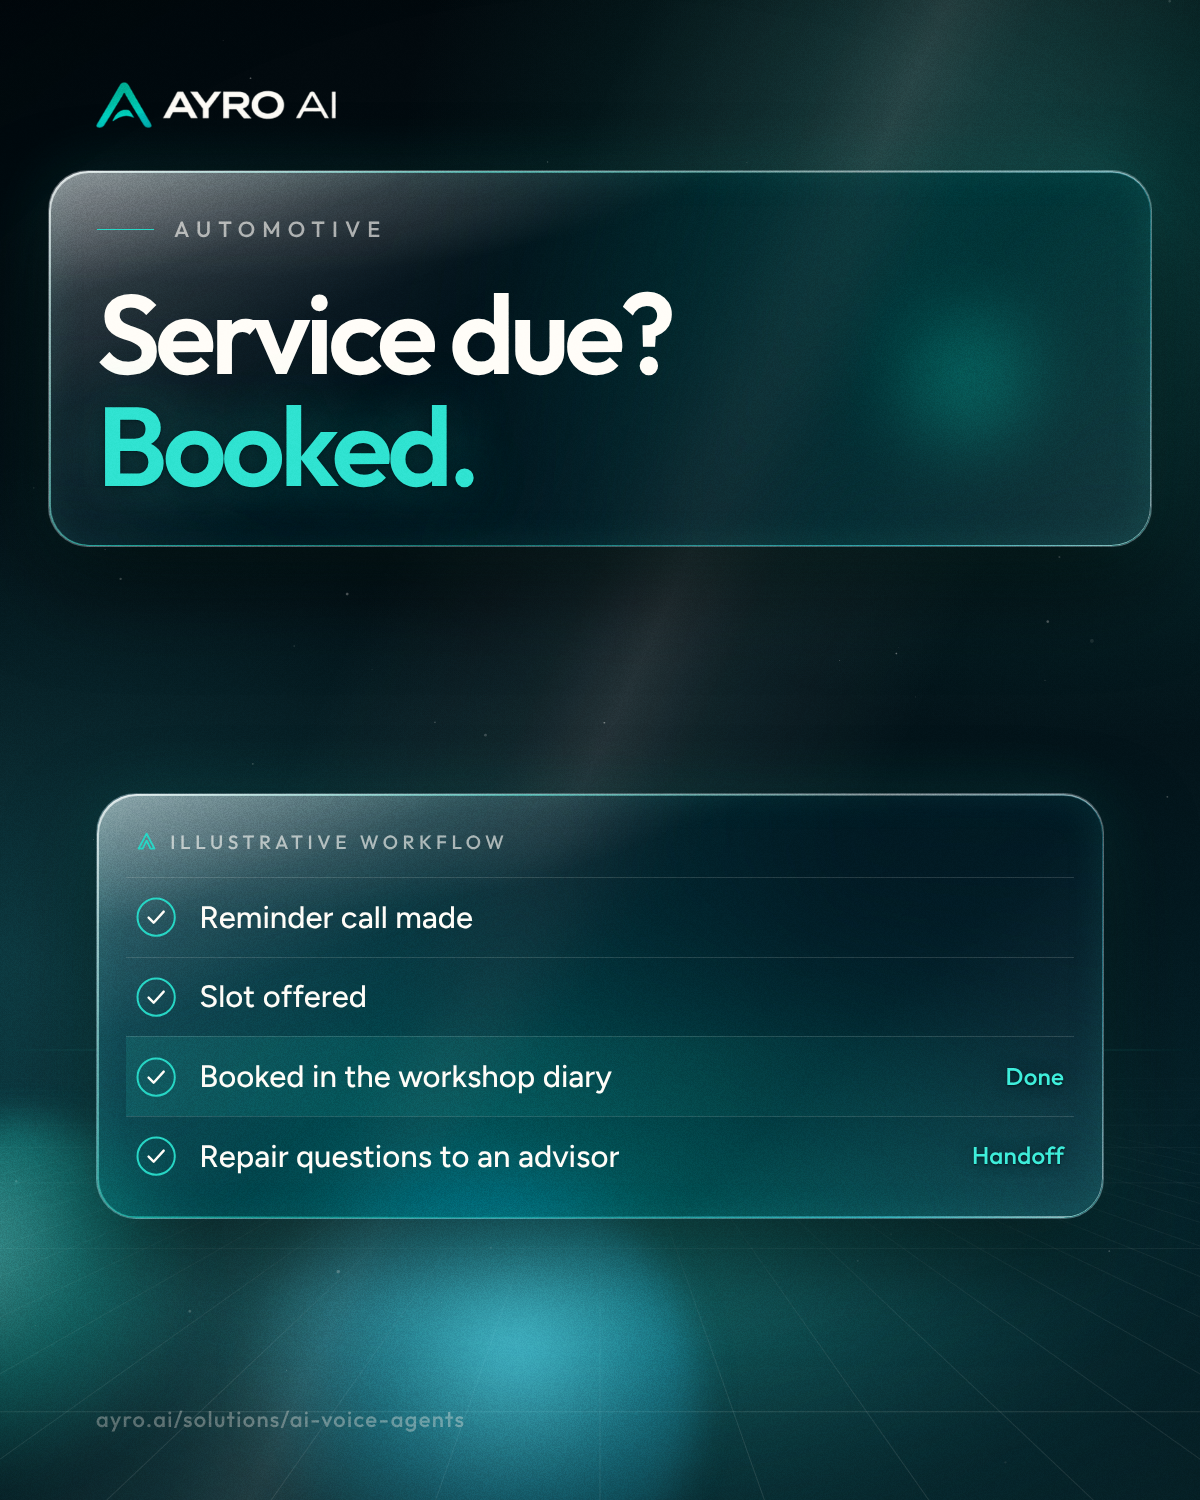 AYRO AI
AUTOMOTIVE
Service due?
Booked.
ILLUSTRATIVE WORKFLOW
Reminder call made
Slot offered
Booked in the workshop diary Done
Repair questions to an advisor Handoff
ayro.ai/solutions/ai-voice-agents